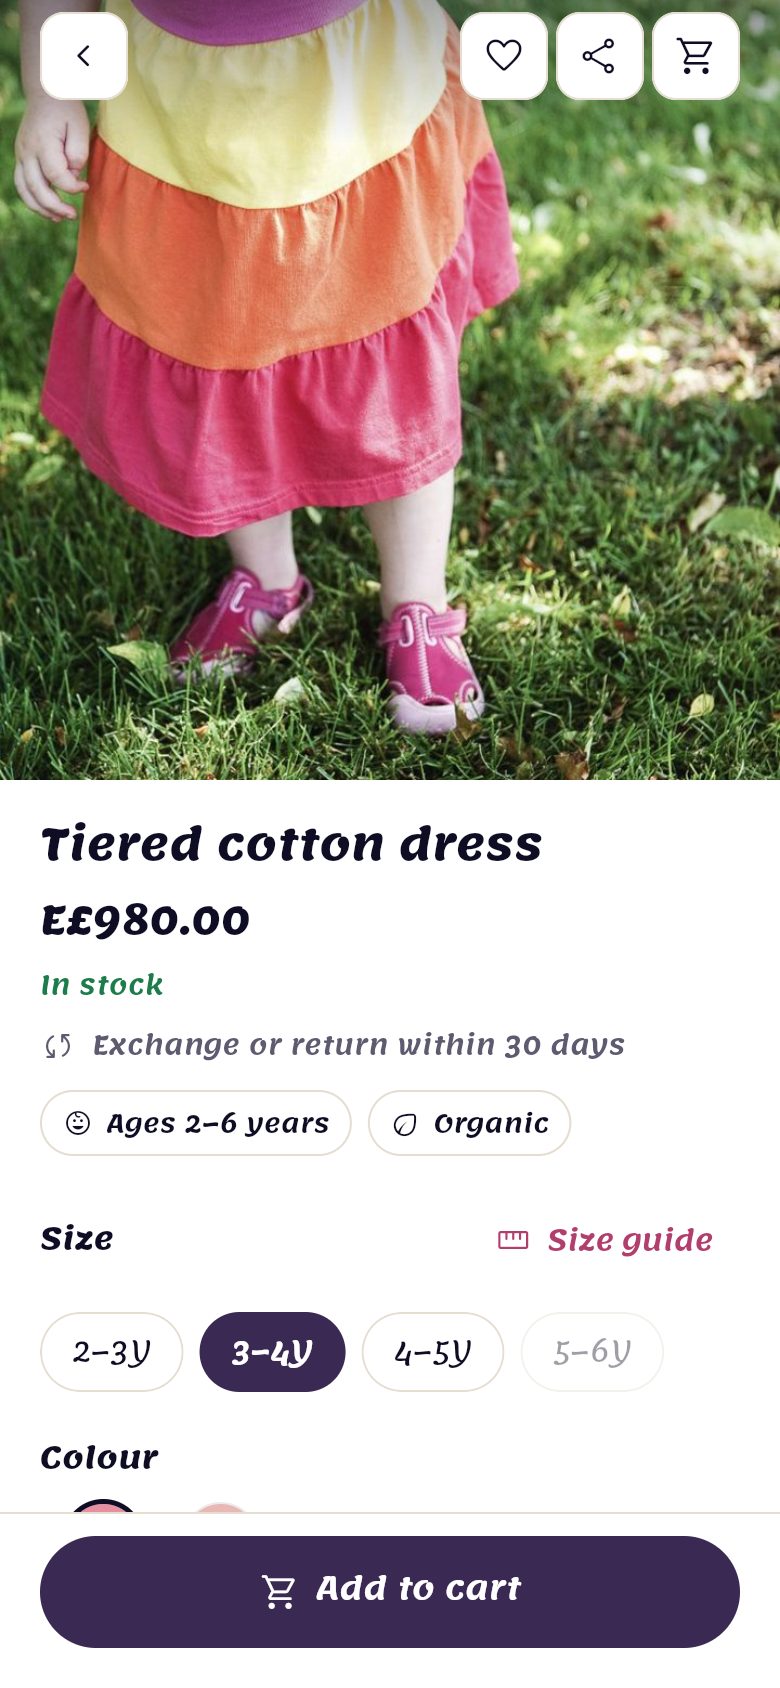 Tiered cotton dress
E£980.00
In stock
Exchange or return within 30 days
Ages 2–6 years
Organic
Size
Size guide
2–3Y
3–4Y
4–5Y
5–6Y
Colour
Add to cart